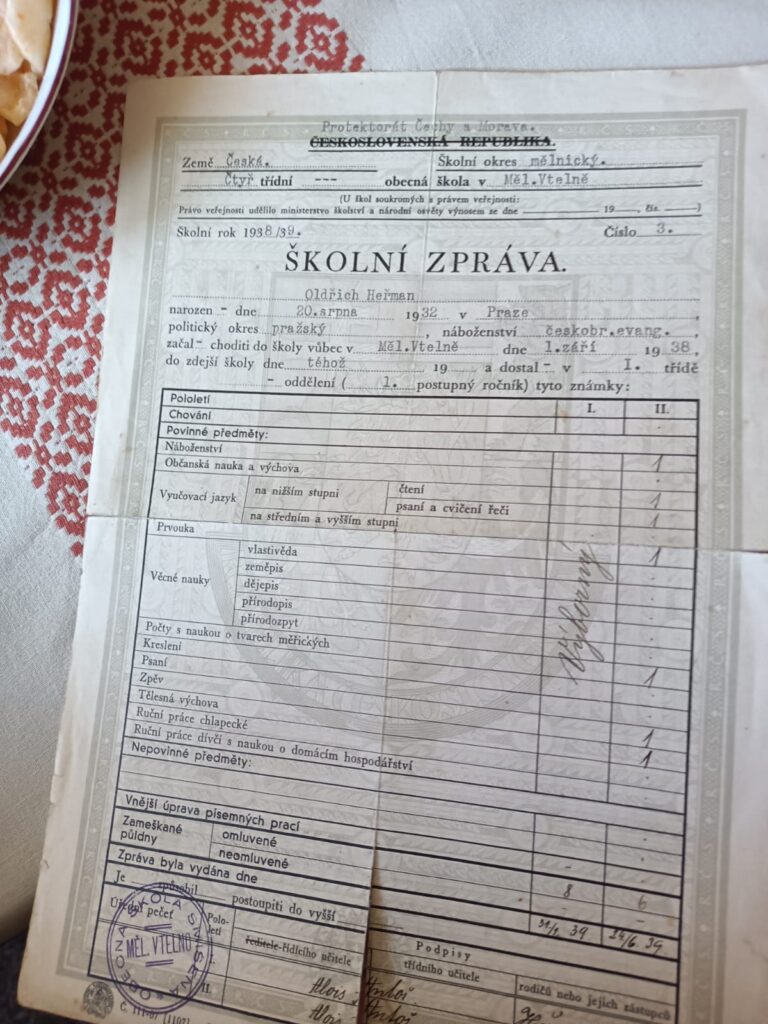 Protektorát Čechy a Morava.
ČESKOSLOVENSKÁ REPUBLIKA.
Země Česká. Školní okres mělnický.
Čtyř třídní --- obecná škola v Měl.Vtelně
(U škol soukromých s právem veřejnosti:
Právo veřejnosti udělilo ministerstvo školství a národní osvěty výnosem ze dne 19 , čís. )
Školní rok 1938/39. Číslo 3.
ŠKOLNÍ ZPRÁVA.
Oldřich Heřman
narozen - dne 20.srpna 1932 v Praze ,
politický okres pražský , náboženství českobr.evang. ,
začal - choditi do školy vůbec v Měl.Vtelně dne 1.září 1938,
do zdejší školy dne téhož 19 a dostal - v I. třídě
- oddělení ( 1. postupný ročník) tyto známky:
Pololetí I. II.
Chování
Povinné předměty:
Náboženství 1
Občanská nauka a výchova
Vyučovací jazyk na nižším stupni čtení 1
psaní a cvičení řeči 1
na středním a vyšším stupni
Prvouka 1
Věcné nauky vlastivěda
zeměpis
dějepis
přírodopis
přírodozpyt
Výborný
Počty s naukou o tvarech měřických 1
Kreslení
Psaní
Zpěv 1
Tělesná výchova 1
Ruční práce chlapecké
Ruční práce dívčí s naukou o domácím hospodářství
Nepovinné předměty:
Vnější úprava písemných prací
Zameškané půldny omluvené 8 6
neomluvené - -
Zpráva byla vydána dne 31/1 39 24/6 39
Je způsobil postoupiti do vyšší
Úřední pečeť Pololetí Podpisy
ředitele-řídícího učitele třídního učitele rodičů nebo jejich zástupců
I. Alois Antoš
II. Alois Antoš
OBECNÁ ŠKOLA SMÍŠENÁ
MĚL. VTELNO